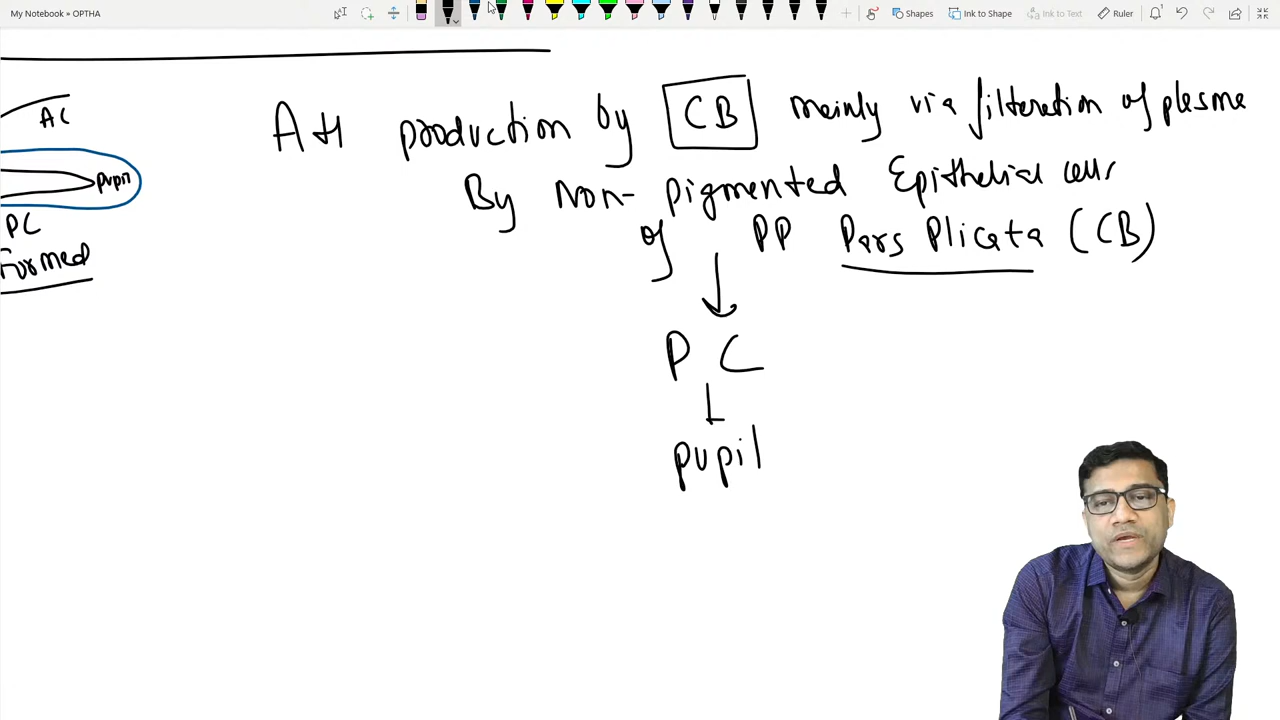 My Notebook » OPTHA
Shapes
Ink to Shape
Ink to Text
Ruler
AC
pupil
PC
Formed
AH production by CB mainly via filteration of plasma
By Non-pigmented Epithelial cells
of PP Pars Plicata (CB)
PC
pupil